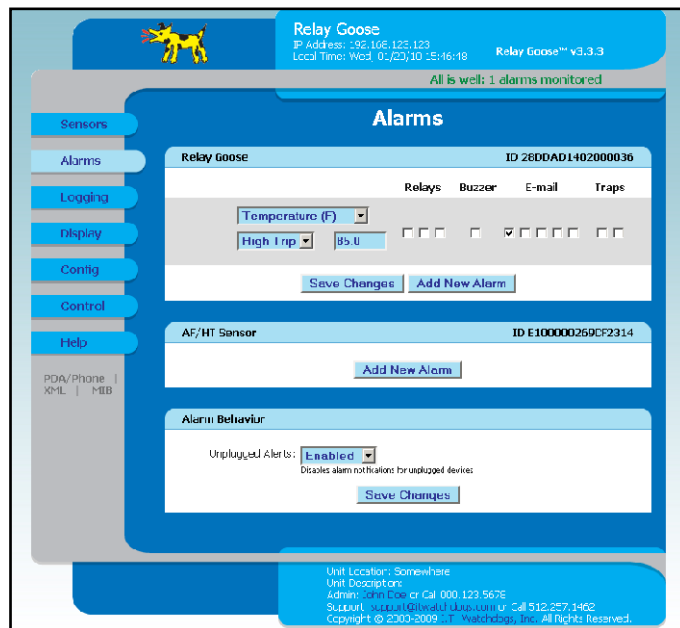 Relay Goose
IP Address: 192.168.123.123
Local Time: Wed, 01/20/10 15:46:48
Relay Goose™ v3.3.3
All is well: 1 alarms monitored
Alarms
Sensors
Alarms
Logging
Display
Config
Control
Help
PDA/Phone |
XML | MIB
Relay Goose ID 28DDAD1402000036
Relays Buzzer E-mail Traps
Temperature (F)
High Trip 85.0
Save Changes Add New Alarm
AF/HT Sensor ID E100000269CF2314
Add New Alarm
Alarm Behavior
Unplugged Alerts: Enabled
Disables alarm notifications for unplugged devices
Save Changes
Unit Location: Somewhere
Unit Description:
Admin: John Doe or Call 000.123.5678
Support: support@itwatchdogs.com or Call 512.257.1462
Copyright © 2003-2009 I.T. Watchdogs, Inc. All Rights Reserved.